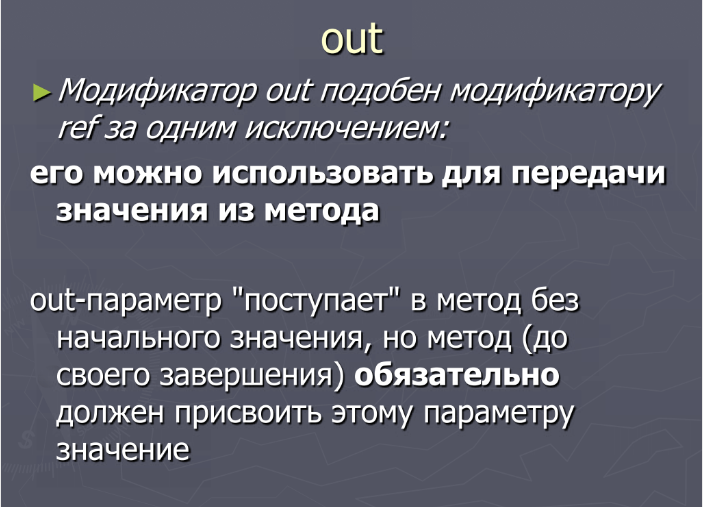 out
Модификатор out подобен модификатору
ref за одним исключением:
его можно использовать для передачи
значения из метода
out-параметр "поступает" в метод без
начального значения, но метод (до
своего завершения) обязательно
должен присвоить этому параметру
значение